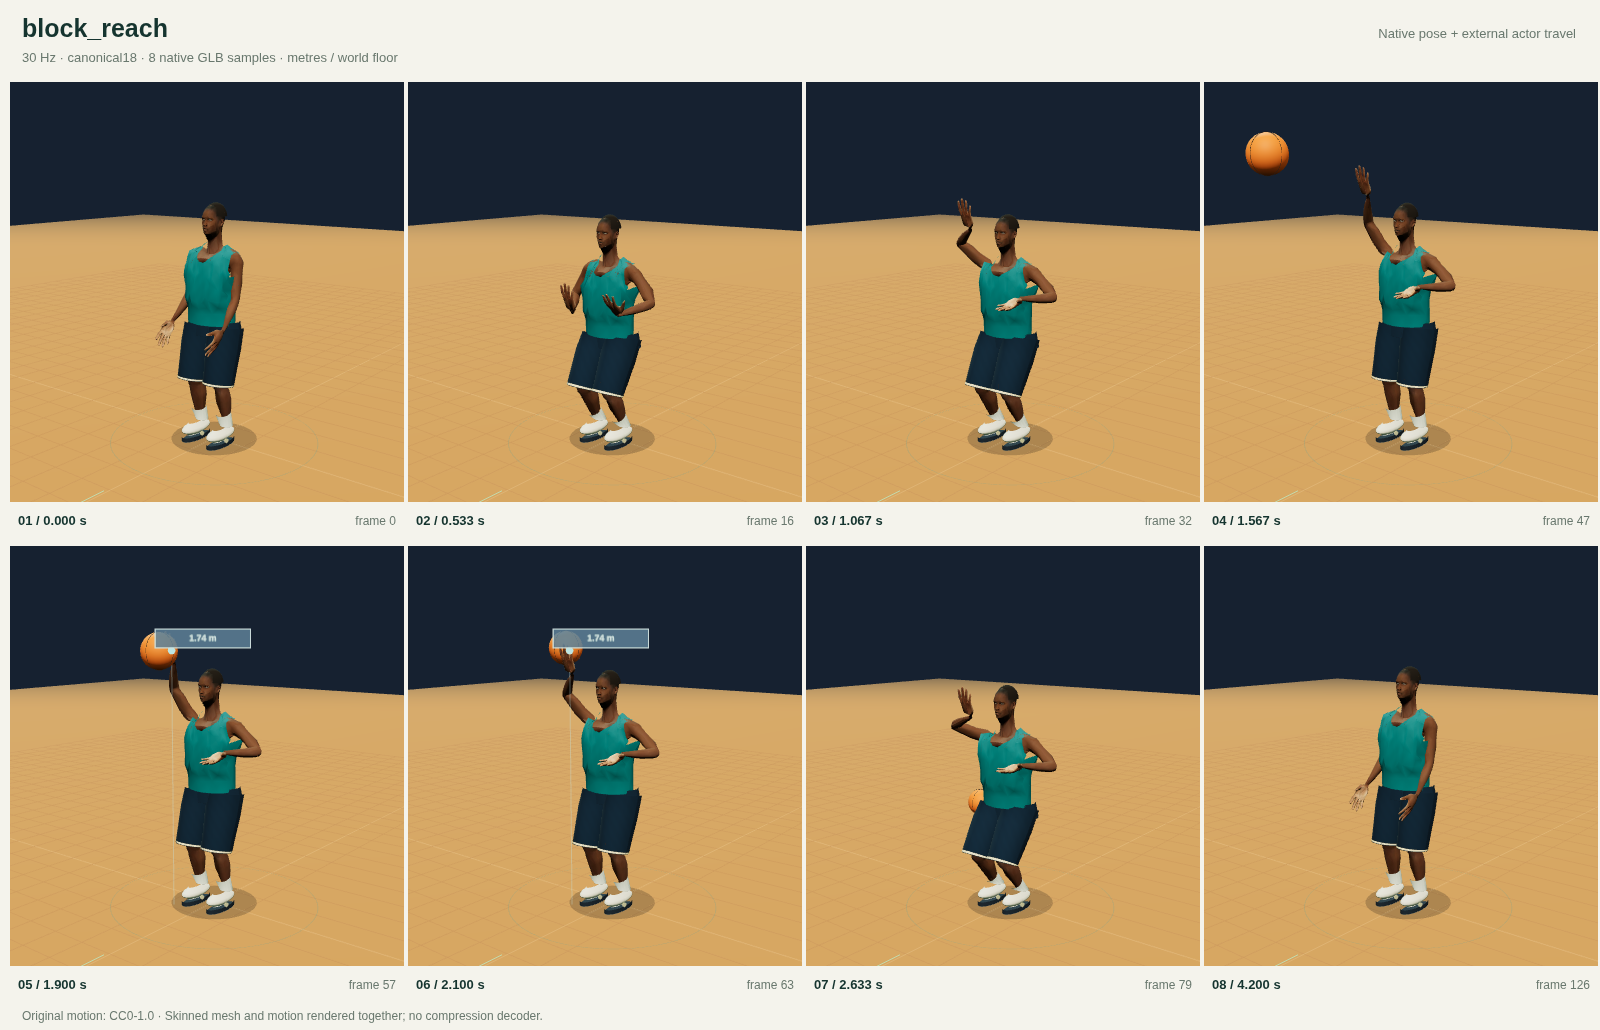 block_reach
30 Hz · canonical18 · 8 native GLB samples · metres / world floor
Native pose + external actor travel
01 / 0.000 s
frame 0
02 / 0.533 s
frame 16
03 / 1.067 s
frame 32
04 / 1.567 s
frame 47
1.74 m
1.74 m
05 / 1.900 s
frame 57
06 / 2.100 s
frame 63
07 / 2.633 s
frame 79
08 / 4.200 s
frame 126
Original motion: CC0-1.0 · Skinned mesh and motion rendered together; no compression decoder.